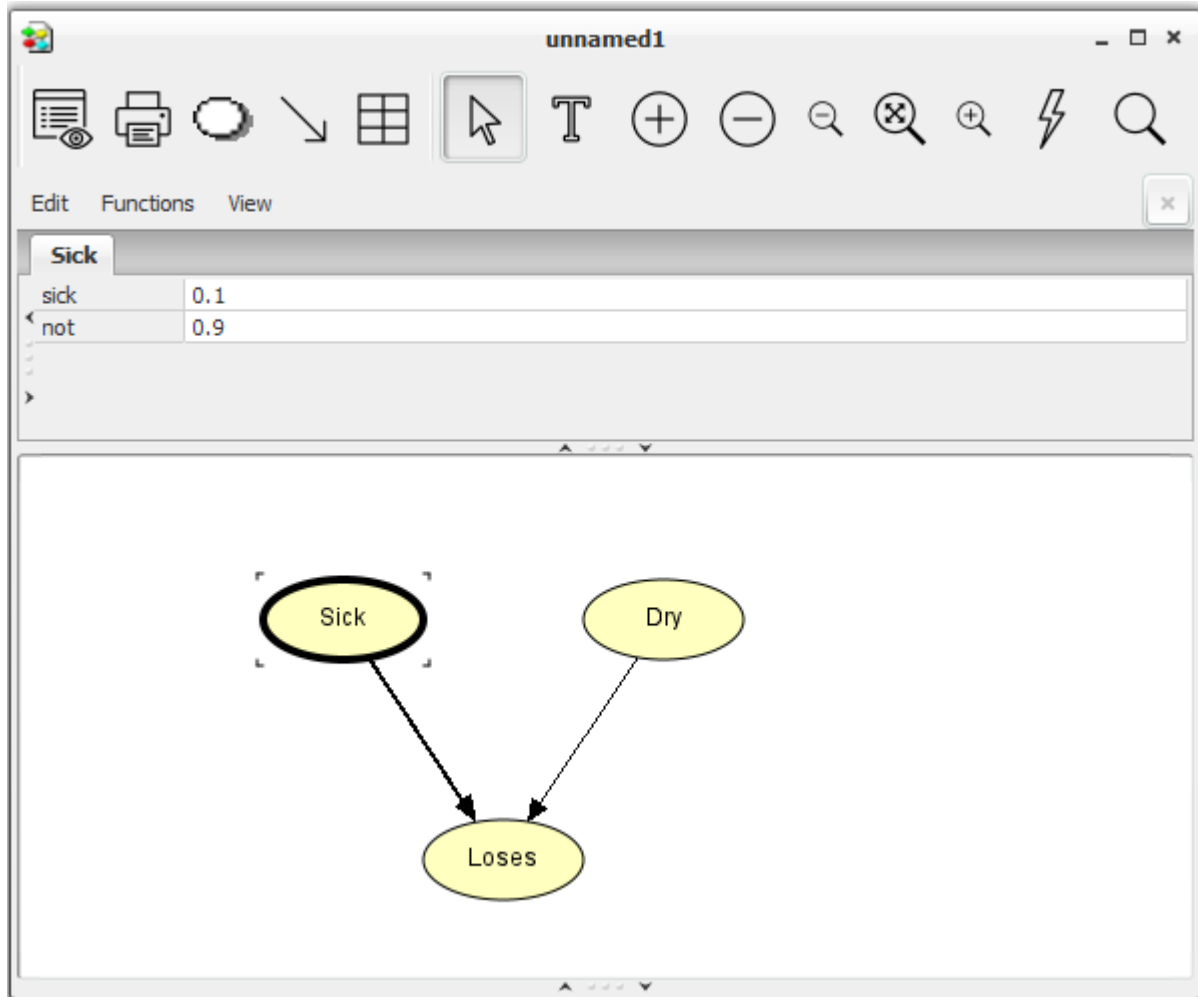 unnamed1
T
Edit Functions View
Sick
sick 0.1
not 0.9
Sick Dry
Loses